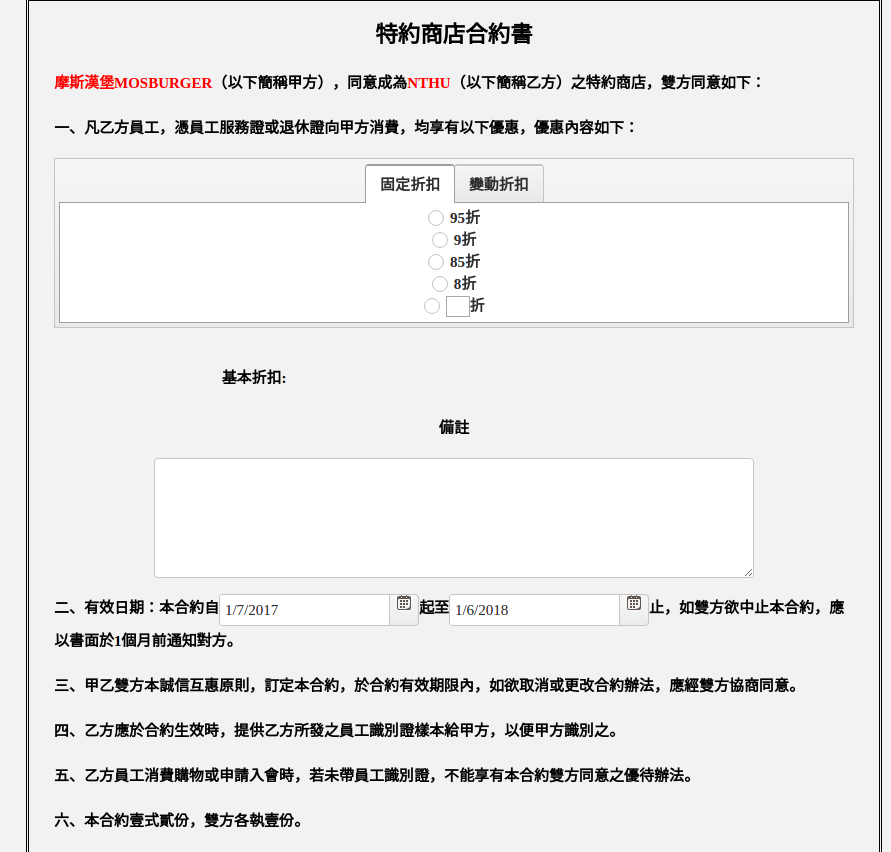 特約商店合約書
摩斯漢堡MOSBURGER（以下簡稱甲方），同意成為NTHU（以下簡稱乙方）之特約商店，雙方同意如下：
一、凡乙方員工，憑員工服務證或退休證向甲方消費，均享有以下優惠，優惠內容如下：
固定折扣 變動折扣
95折
9折
85折
8折
折
基本折扣:
備註
二、有效日期：本合約自 1/7/2017 起至 1/6/2018 止，如雙方欲中止本合約，應
以書面於1個月前通知對方。
三、甲乙雙方本誠信互惠原則，訂定本合約，於合約有效期限內，如欲取消或更改合約辦法，應經雙方協商同意。
四、乙方應於合約生效時，提供乙方所發之員工識別證樣本給甲方，以便甲方識別之。
五、乙方員工消費購物或申請入會時，若未帶員工識別證，不能享有本合約雙方同意之優待辦法。
六、本合約壹式貳份，雙方各執壹份。